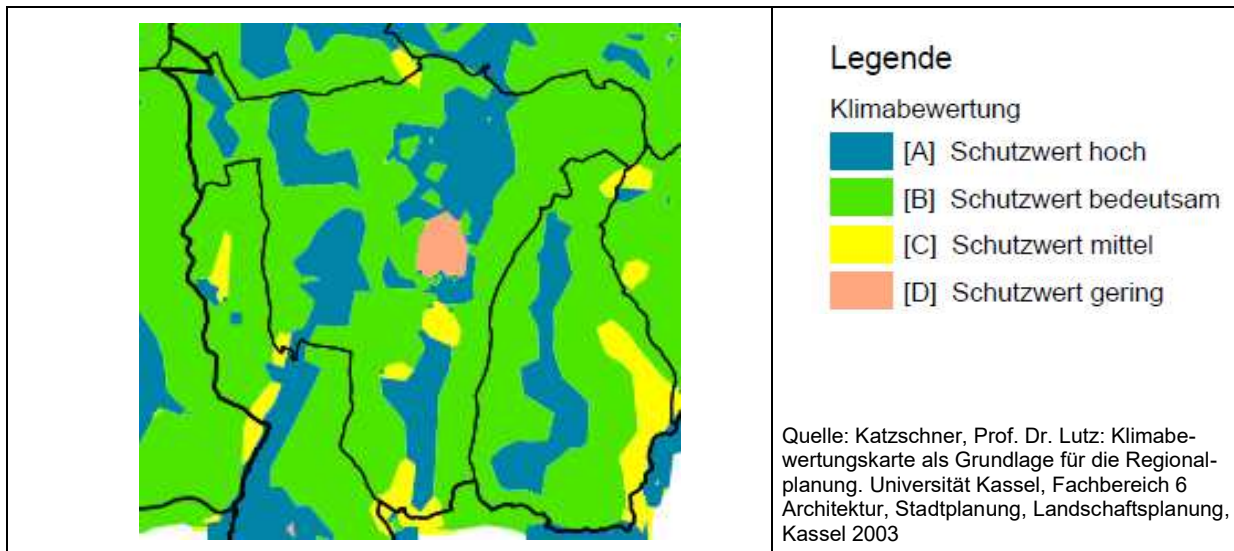 Legende
Klimabewertung
[A] Schutzwert hoch
[B] Schutzwert bedeutsam
[C] Schutzwert mittel
[D] Schutzwert gering
Quelle: Katzschner, Prof. Dr. Lutz: Klimabe-
wertungskarte als Grundlage für die Regional-
planung. Universität Kassel, Fachbereich 6
Architektur, Stadtplanung, Landschaftsplanung,
Kassel 2003